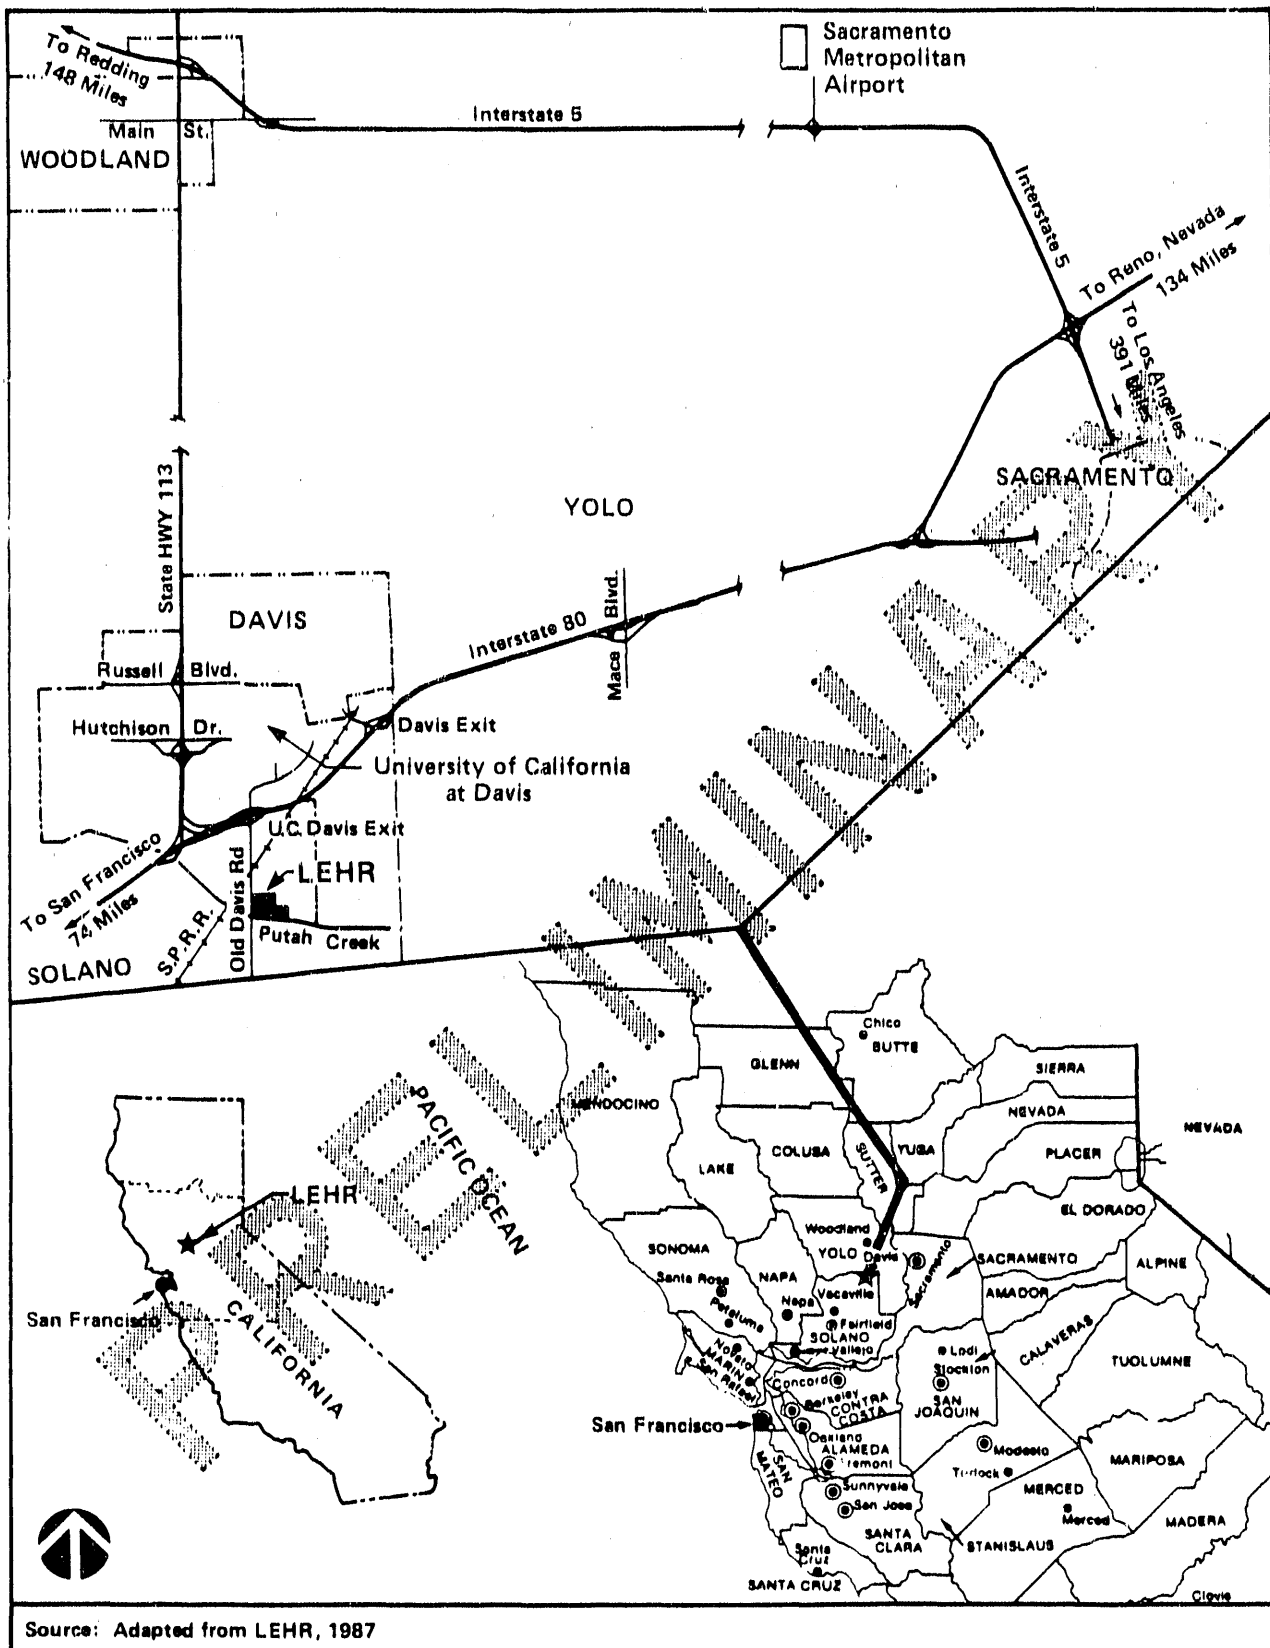 To Redding
148 Miles
Main St.
WOODLAND
Interstate 5
Sacramento
Metropolitan
Airport
Interstate 5
To Reno, Nevada
134 Miles
To Los Angeles
391 Miles
SACRAMENTO
YOLO
State HWY 113
DAVIS
Russell Blvd.
Hutchison Dr.
Interstate 80
Mace Blvd.
Davis Exit
University of California
at Davis
U.C. Davis Exit
LEHR
Old Davis Rd
Putah Creek
To San Francisco
74 Miles
S.P.R.R.
SOLANO
PRELIMINARY
PACIFIC OCEAN
LEHR
San Francisco
CALIFORNIA
Chico
BUTTE
GLENN
SIERRA
MENDOCINO
NEVADA
NEVADA
COLUSA
SUTTER
YUBA
PLACER
LAKE
EL DORADO
Woodland
YOLO Davis
SONOMA
NAPA
Sacramento
SACRAMENTO
ALPINE
Santa Rosa
Vacaville
AMADOR
Petaluma
Napa
Fairfield
SOLANO
Vallejo
CALAVERAS
Novato
MARIN
San Rafael
Lodi
Stockton
TUOLUMNE
Concord
SAN
JOAQUIN
Berkeley
CONTRA
COSTA
San Francisco
Oakland
ALAMEDA
Fremont
Modesto
MARIPOSA
SAN
MATEO
Turlock
Sunnyvale
MERCED
San Jose
Merced
MADERA
SANTA
CLARA
STANISLAUS
Santa
Cruz
SANTA CRUZ
Clovis
Source: Adapted from LEHR, 1987